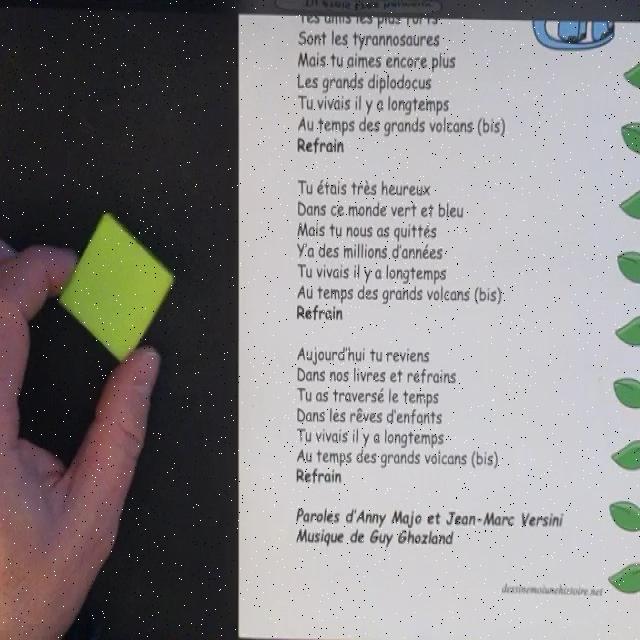 Tes amis les plus forts
Sont les tyrannosaures
Mais tu aimes encore plus
Les grands diplodocus
Tu vivais il y a longtemps
Au temps des grands volcans (bis)
Refrain
Tu étais très heureux
Dans ce monde vert et bleu
Mais tu nous as quittés
Y'a des millions d'années
Tu vivais il y a longtemps
Au temps des grands volcans (bis)
Refrain
Aujourd'hui tu reviens
Dans nos livres et refrains
Tu as traversé le temps
Dans les rêves d'enfants
Tu vivais il y a longtemps
Au temps des grands volcans (bis)
Refrain
Paroles d'Anny Majo et Jean-Marc Versini
Musique de Guy Ghozland
dessinemoiunehistoire.net